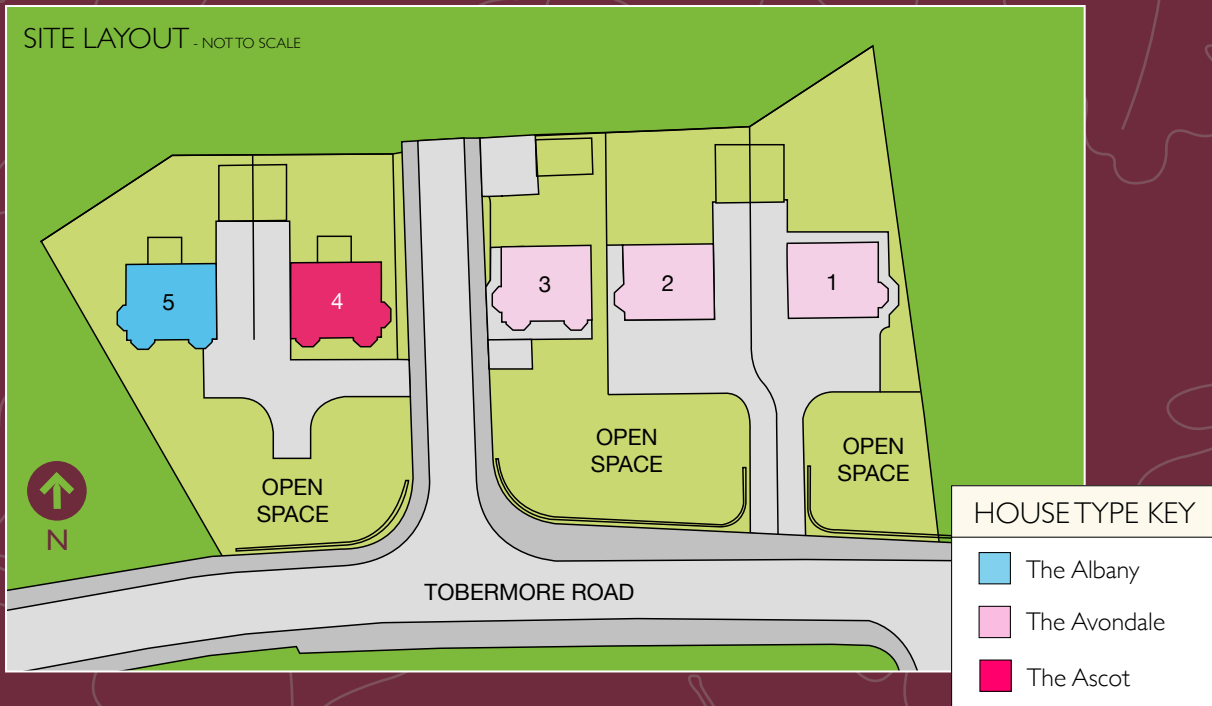 SITE LAYOUT - NOT TO SCALE
5
4
3
2
1
OPEN
SPACE
OPEN
SPACE
OPEN
SPACE
N
TOBERMORE ROAD
HOUSE TYPE KEY
The Albany
The Avondale
The Ascot